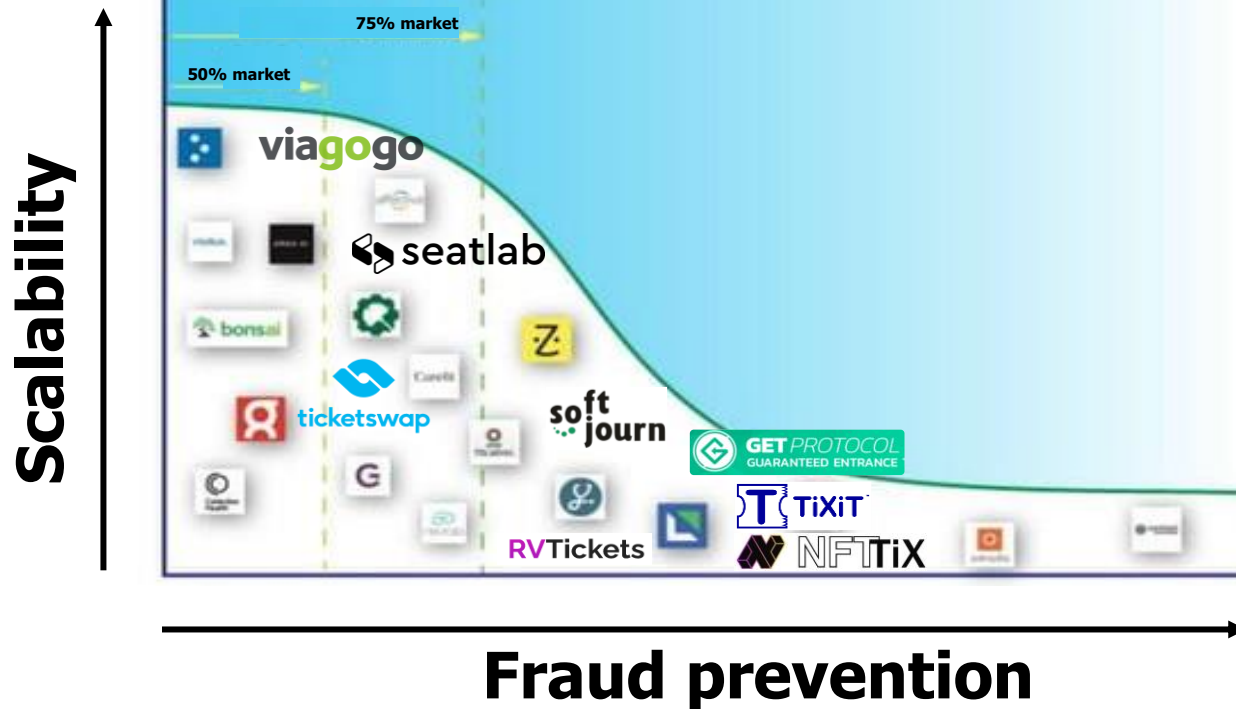 75% market
50% market
viagogo
seatlab
bonsai
Z
ticketswap
soft
journ
G
GET PROTOCOL
GUARANTEED ENTRANCE
T TiXiT
RVTickets
NFTTiX
Scalability
Fraud prevention